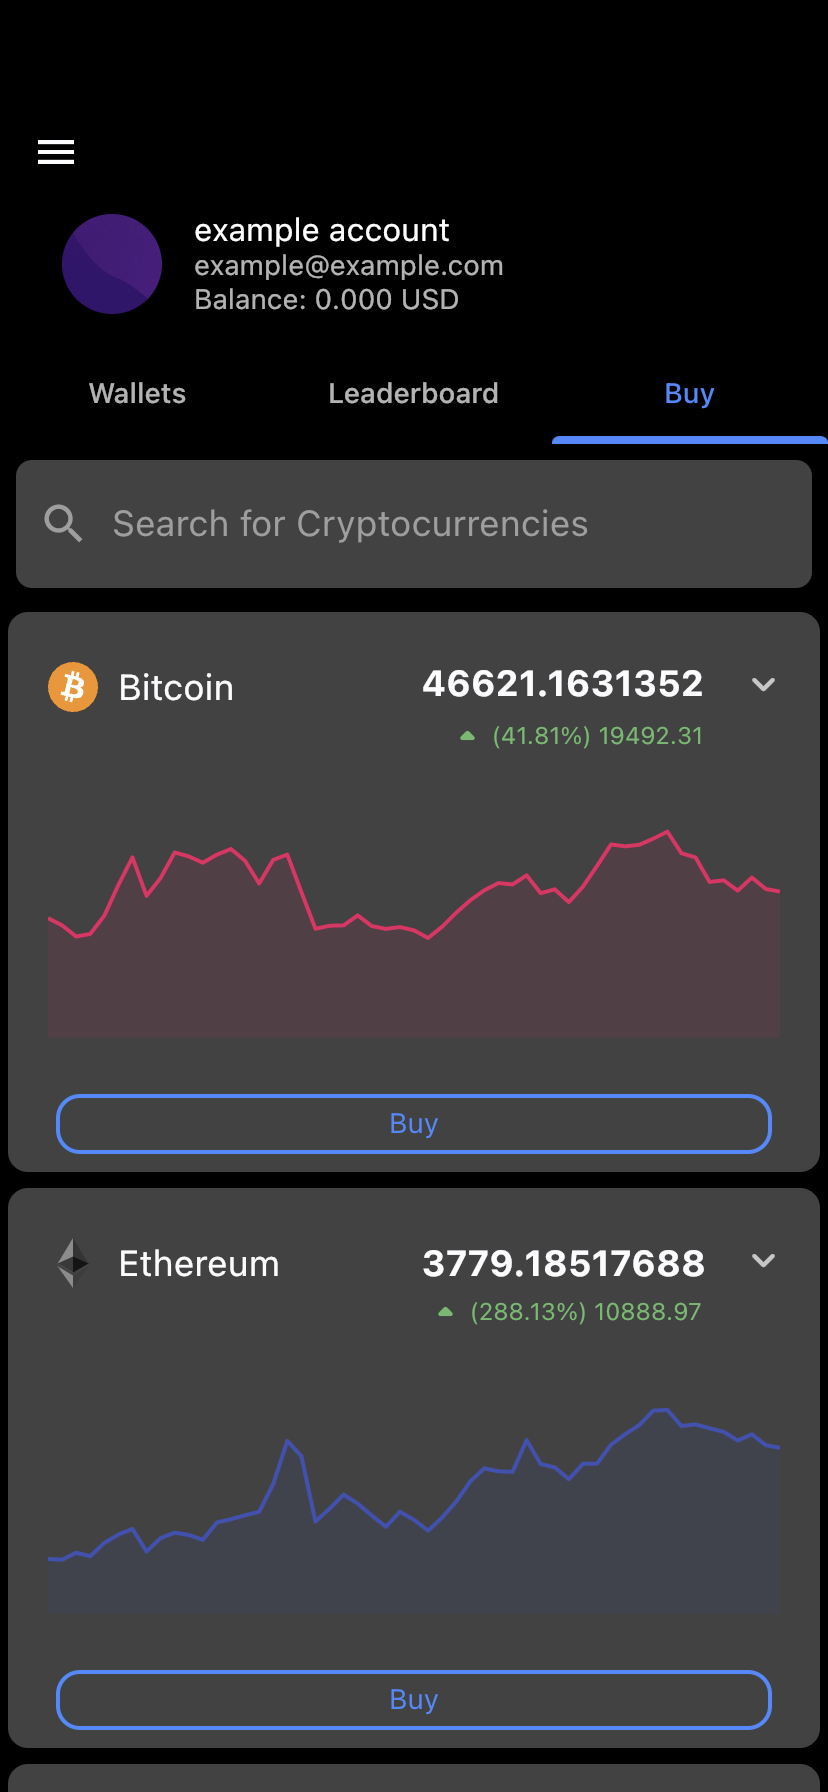 example account
example@example.com
Balance: 0.000 USD
Wallets Leaderboard Buy
Search for Cryptocurrencies
Bitcoin 46621.1631352
(41.81%) 19492.31
Buy
Ethereum 3779.18517688
(288.13%) 10888.97
Buy